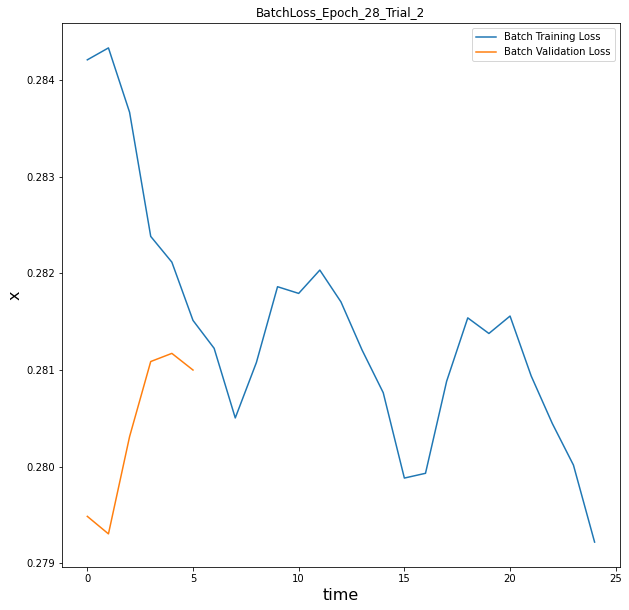 BatchLoss_Epoch_28_Trial_2
Batch Training Loss
Batch Validation Loss
0.284
0.283
0.282
0.281
0.280
0.279
x
0 5 10 15 20 25
time